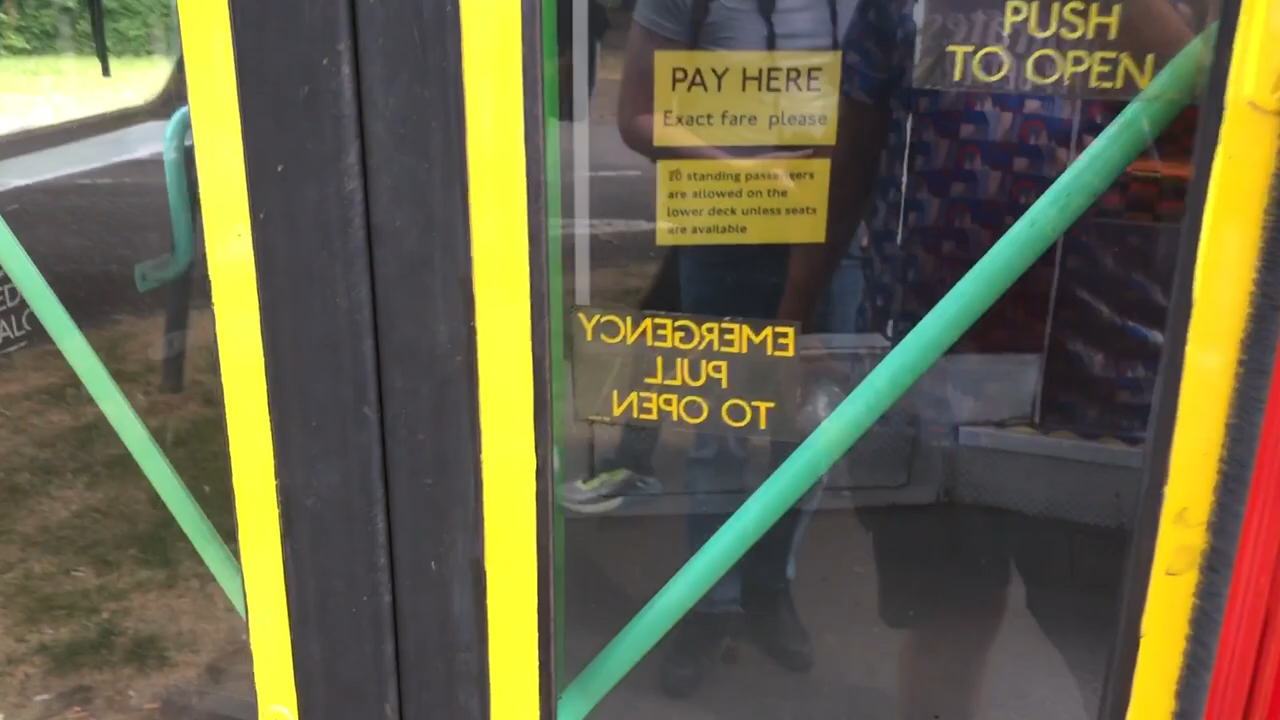 PUSH
TO OPEN
PAY HERE
Exact fare please
20 standing passengers
are allowed on the
lower deck unless seats
are available
EMERGENCY
PULL
TO OPEN